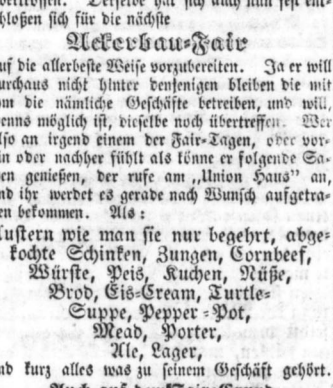 schloßen sich für die nächste
Ackerbau-Fair
auf die allerbeste Weise vorzubereiten. Ja er will
durchaus nicht hinter denjenigen bleiben die mit
die nämliche Geschäfte betreiben, und will,
wenns möglich ist, dieselbe noch übertreffen. Wer
also an irgend einem der Fair-Tagen, oder vor-
hin oder nachher fühlt als könne er folgende Sa-
chen genießen, der rufe am „Union Haus” an,
und ihr werdet es gerade nach Wunsch aufgetra-
gen bekommen. Als:
Austern wie man sie nur begehrt, abge-
kochte Schinken, Zungen, Cornbeef,
Würste, Peis, Kuchen, Nüße,
Brod, Eis-Cream, Turtle-
Suppe, Pepper-Pot,
Mead, Porter,
Ale, Lager,
und kurz alles was zu seinem Geschäft gehört.